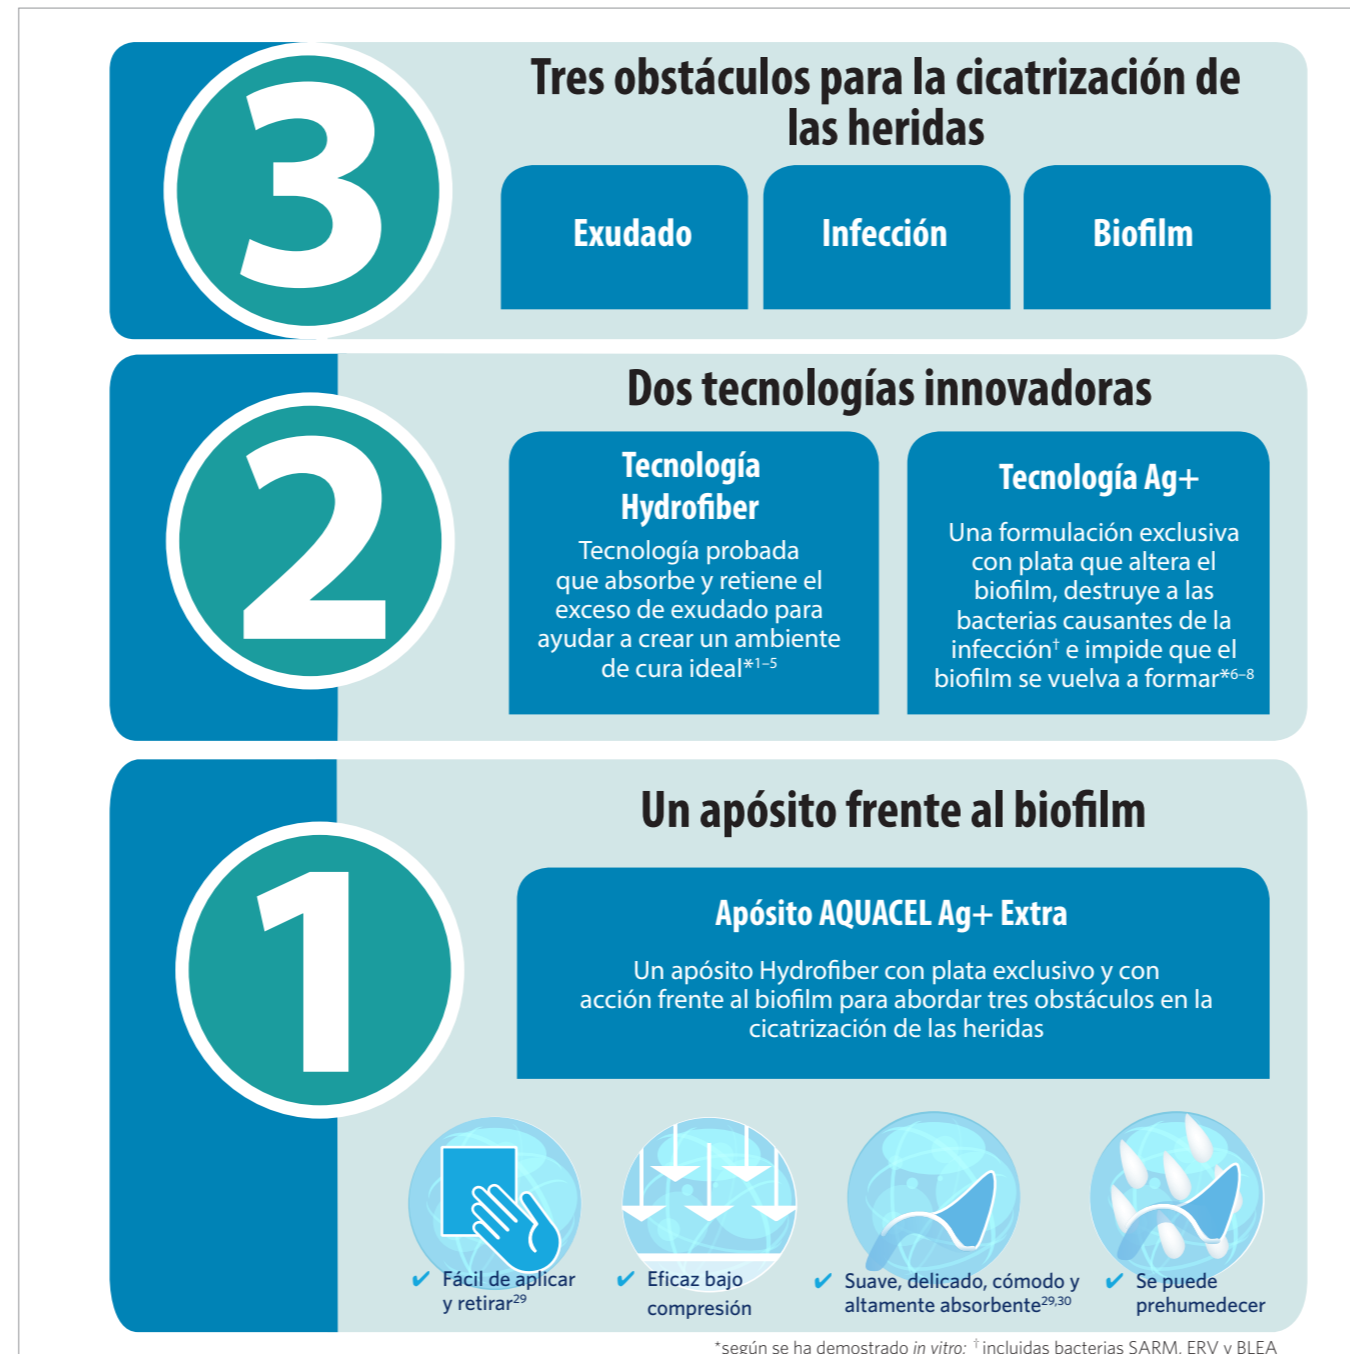 3
Tres obstáculos para la cicatrización de
las heridas
Exudado
Infección
Biofilm
2
Dos tecnologías innovadoras
Tecnología
Hydrofiber
Tecnología probada
que absorbe y retiene el
exceso de exudado para
ayudar a crear un ambiente
de cura ideal*1–5
Tecnología Ag+
Una formulación exclusiva
con plata que altera el
biofilm, destruye a las
bacterias causantes de la
infección† e impide que el
biofilm se vuelva a formar*6–8
1
Un apósito frente al biofilm
Apósito AQUACEL Ag+ Extra
Un apósito Hydrofiber con plata exclusivo y con
acción frente al biofilm para abordar tres obstáculos en la
cicatrización de las heridas
✔ Fácil de aplicar
y retirar29
✔ Eficaz bajo
compresión
✔ Suave, delicado, cómodo y
altamente absorbente29,30
✔ Se puede
prehumedecer
*según se ha demostrado in vitro; †incluidas bacterias SARM, ERV y BLEA